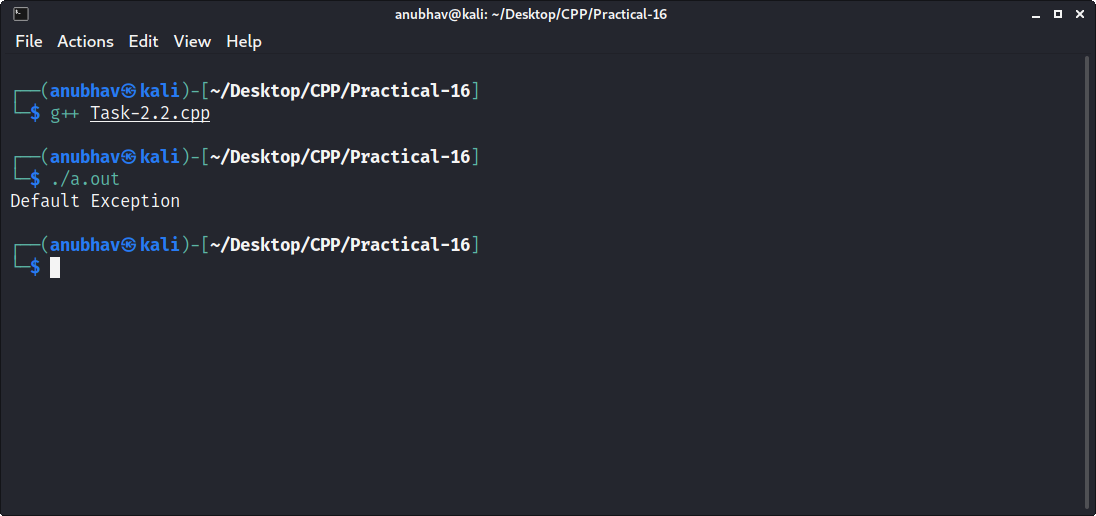 anubhav@kali: ~/Desktop/CPP/Practical-16
File Actions Edit View Help
┌──(anubhav㉿kali)-[~/Desktop/CPP/Practical-16]
└─$ g++ Task-2.2.cpp
┌──(anubhav㉿kali)-[~/Desktop/CPP/Practical-16]
└─$ ./a.out
Default Exception
┌──(anubhav㉿kali)-[~/Desktop/CPP/Practical-16]
└─$